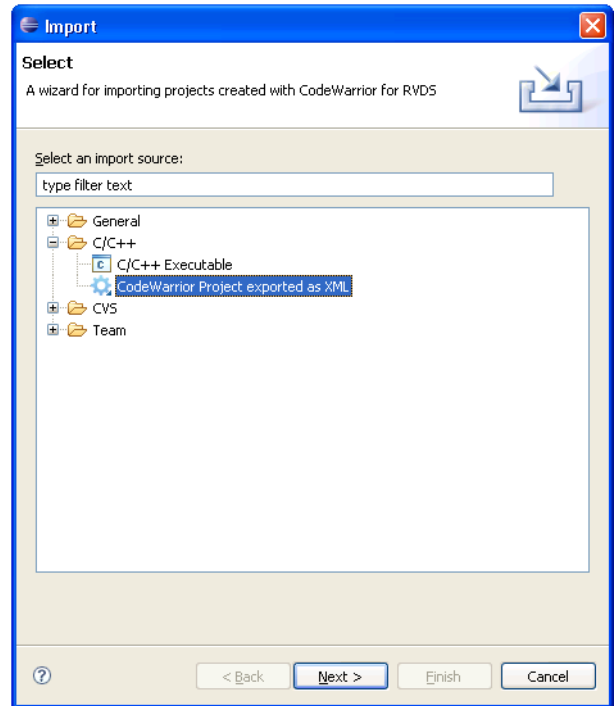 Import
Select
A wizard for importing projects created with CodeWarrior for RVDS
Select an import source:
type filter text
General
C/C++
C/C++ Executable
CodeWarrior Project exported as XML
CVS
Team
< Back Next > Finish Cancel